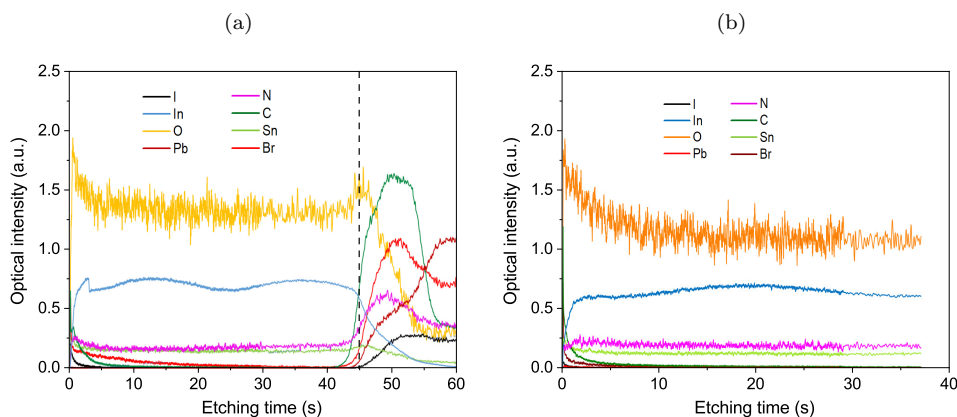 (a)
2.5
2.0
1.5
1.0
0.5
0.0
Optical intensity (a.u.)
I
In
O
Pb
N
C
Sn
Br
0
10
20
30
40
50
60
Etching time (s)
(b)
2.5
2.0
1.5
1.0
0.5
0.0
Optical intensity (a.u.)
I
In
O
Pb
N
C
Sn
Br
0
10
20
30
40
Etching time (s)